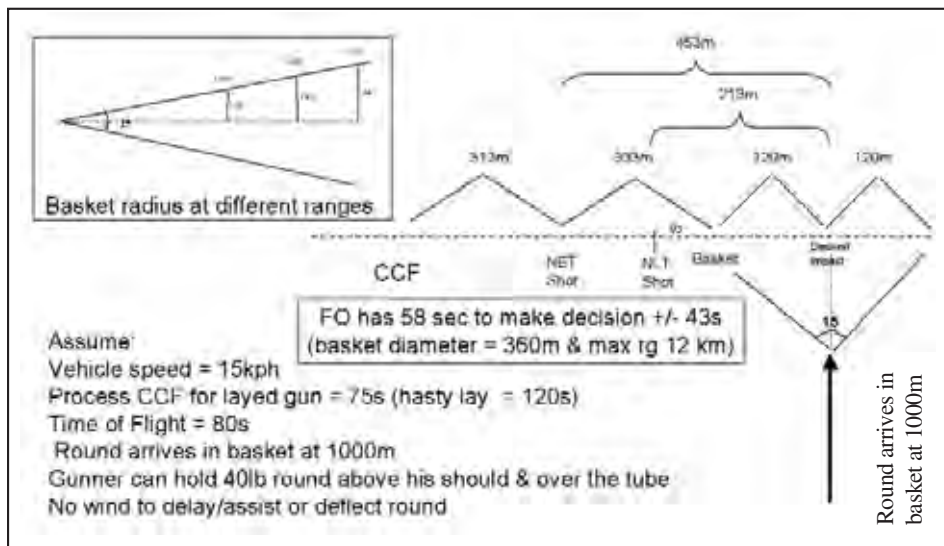 Basket radius at different ranges
453m
213m
313m
333m
120m
120m
CCF
NET
Shot
NLT
Shot
Basket
Desired
Impact
15
FO has 58 sec to make decision +/- 43s
(basket diameter = 360m & max rg 12 km)
Assume:
Vehicle speed = 15kph
Process CCF for layed gun = 75s (hasty lay = 120s)
Time of Flight = 80s
Round arrives in basket at 1000m
Gunner can hold 40lb round above his should & over the tube
No wind to delay/assist or deflect round
Round arrives in
basket at 1000m